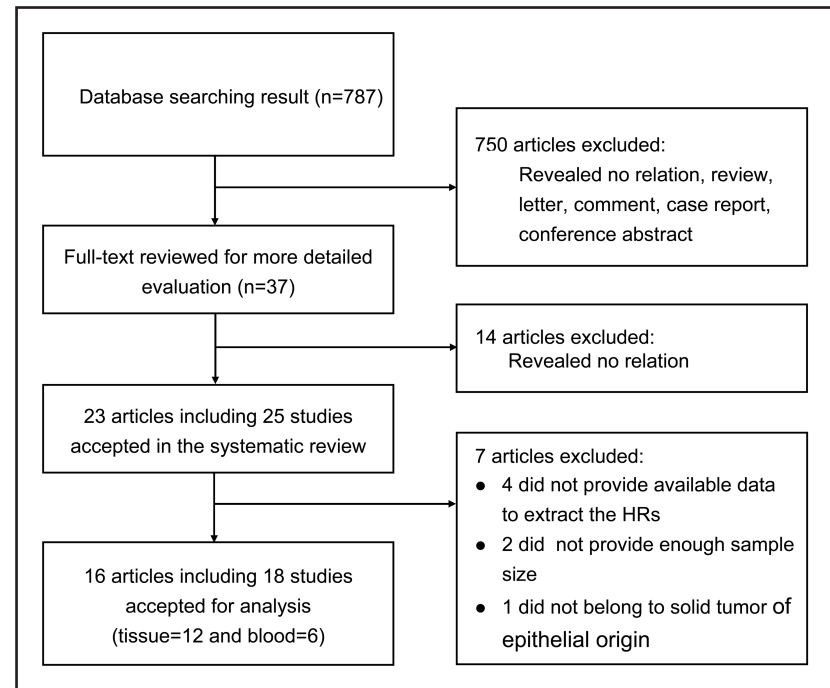 Database searching result (n=787)
750 articles excluded:
Revealed no relation, review,
letter, comment, case report,
conference abstract
Full-text reviewed for more detailed
evaluation (n=37)
14 articles excluded:
Revealed no relation
23 articles including 25 studies
accepted in the systematic review
7 articles excluded:
● 4 did not provide available data
to extract the HRs
● 2 did not provide enough sample
size
● 1 did not belong to solid tumor of
epithelial origin
16 articles including 18 studies
accepted for analysis
(tissue=12 and blood=6)